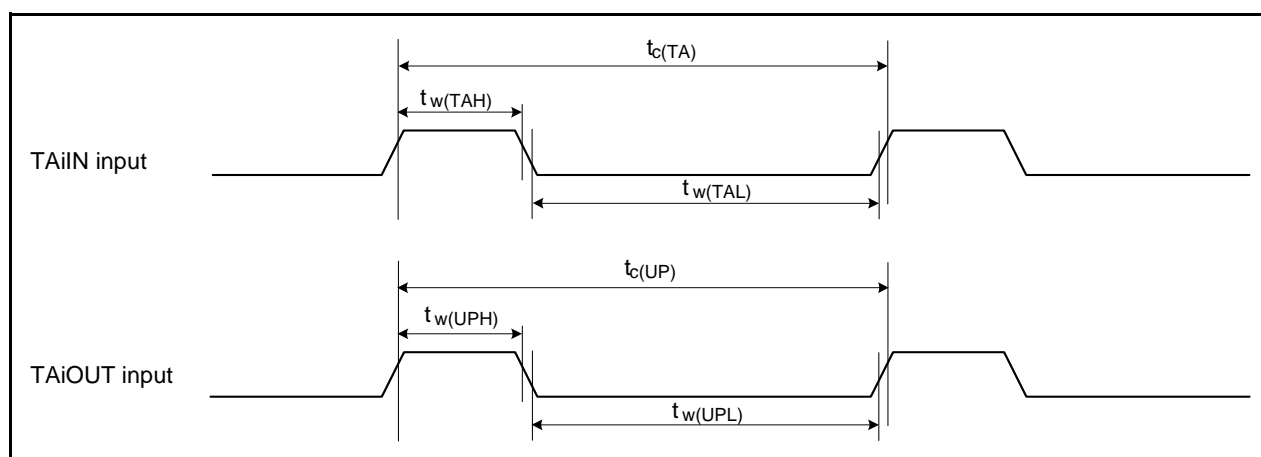 tc(TA)
tw(TAH)
TAiIN input
tw(TAL)
tc(UP)
tw(UPH)
TAiOUT input
tw(UPL)